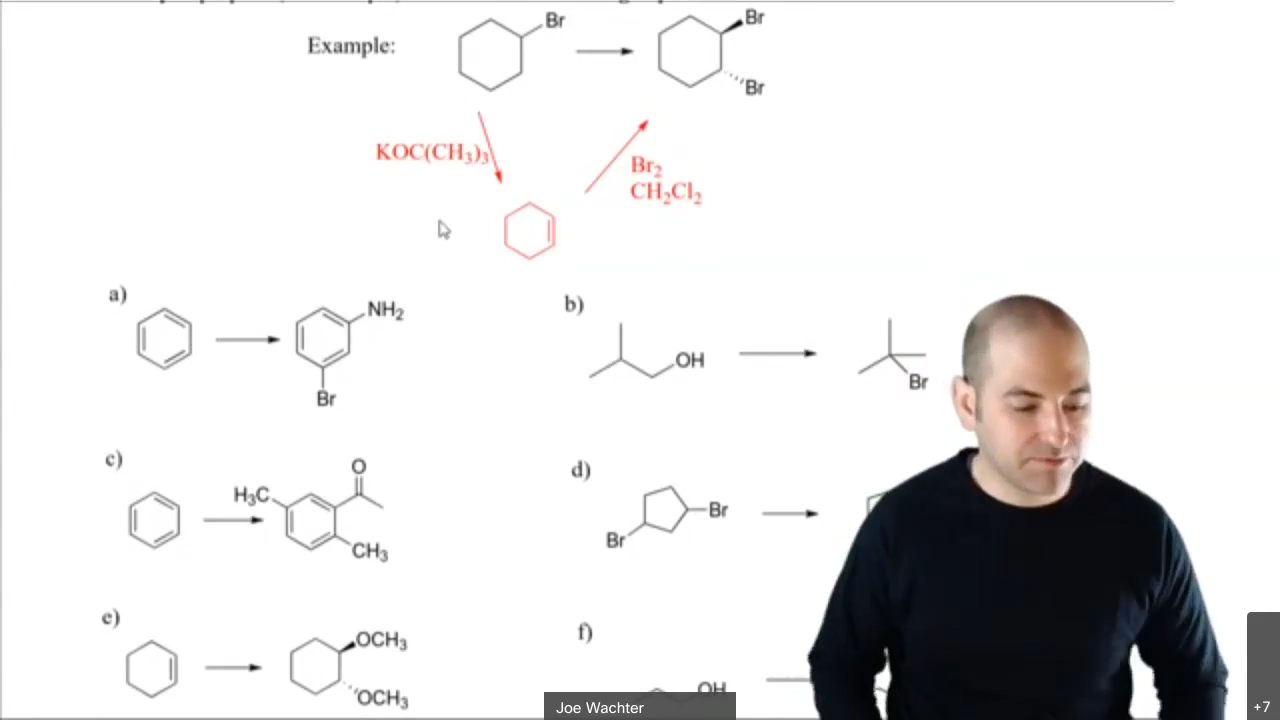 Example:
Br
Br
Br
KOC(CH₃)₃
Br₂
CH₂Cl₂
a)
NH₂
Br
b)
OH
Br
c)
H₃C
O
CH₃
d)
Br
Br
e)
OCH₃
OCH₃
f)
OH
Joe Wachter
+7